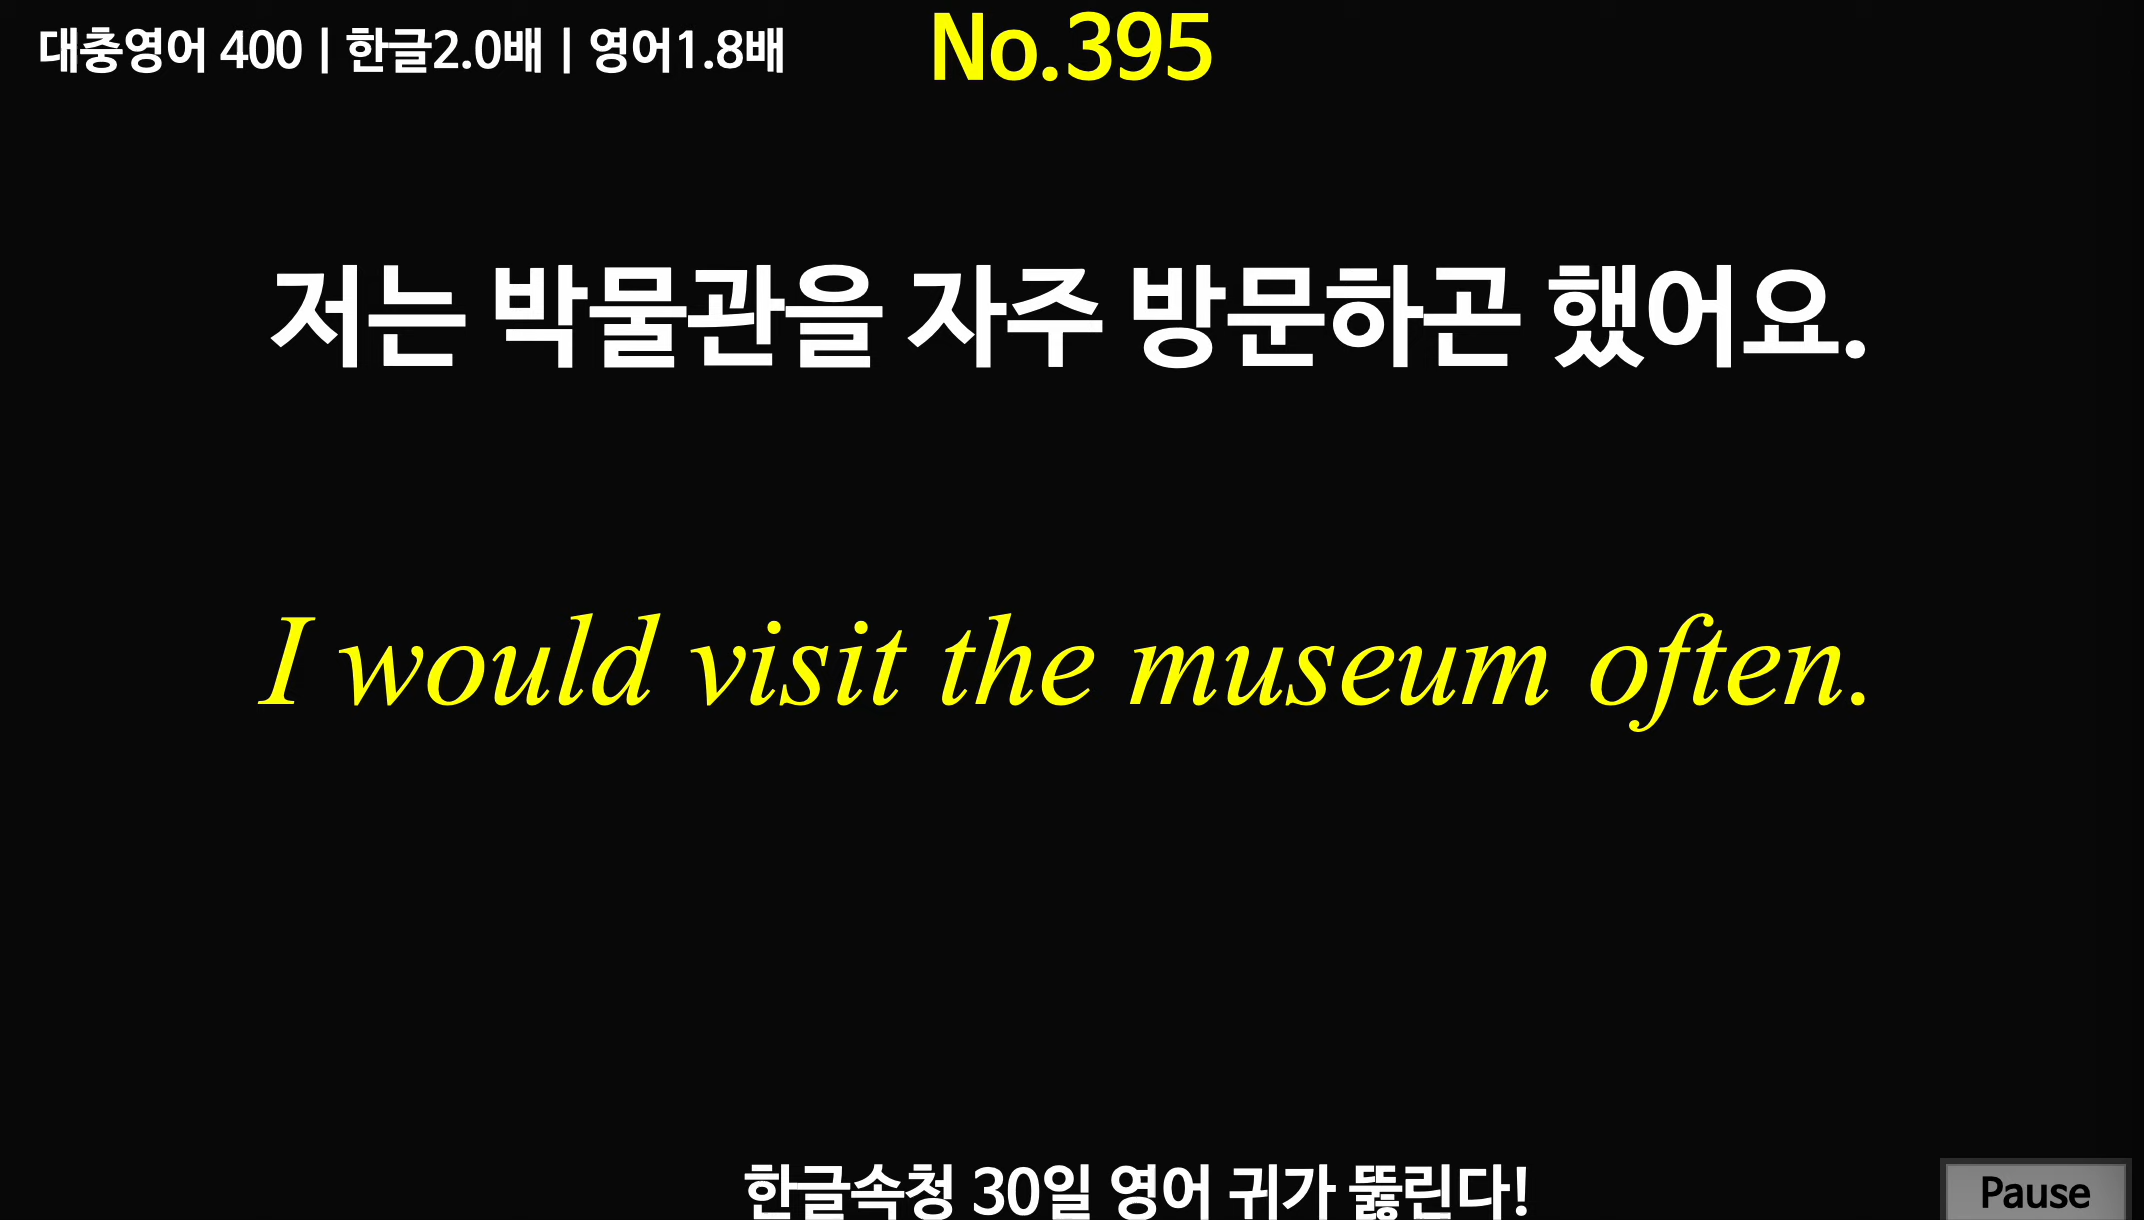 대충영어 400 | 한글2.0배 | 영어1.8배
No.395
저는 박물관을 자주 방문하곤 했어요.
I would visit the museum often.
한글속청 30일 영어 귀가 뚫린다!
Pause